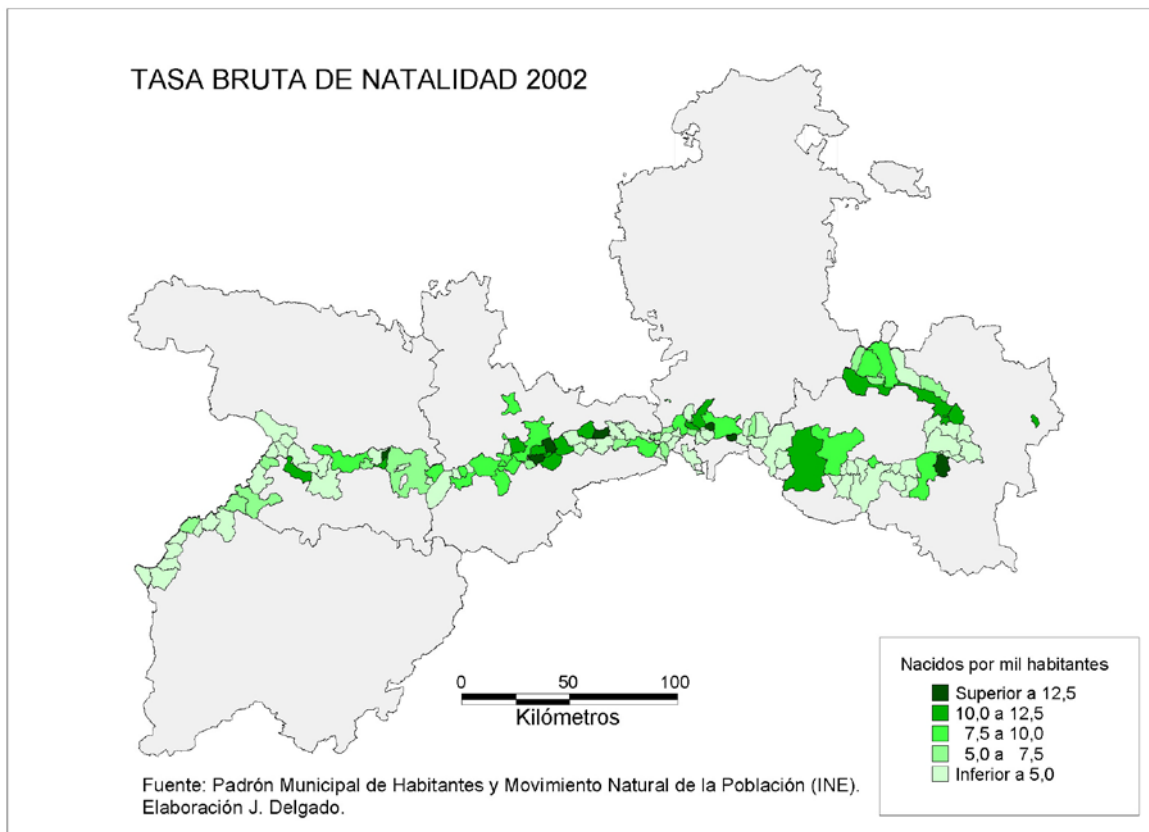 TASA BRUTA DE NATALIDAD 2002
0 50 100
Kilómetros
Nacidos por mil habitantes
Superior a 12,5
10,0 a 12,5
7,5 a 10,0
5,0 a 7,5
Inferior a 5,0
Fuente: Padrón Municipal de Habitantes y Movimiento Natural de la Población (INE).
Elaboración J. Delgado.